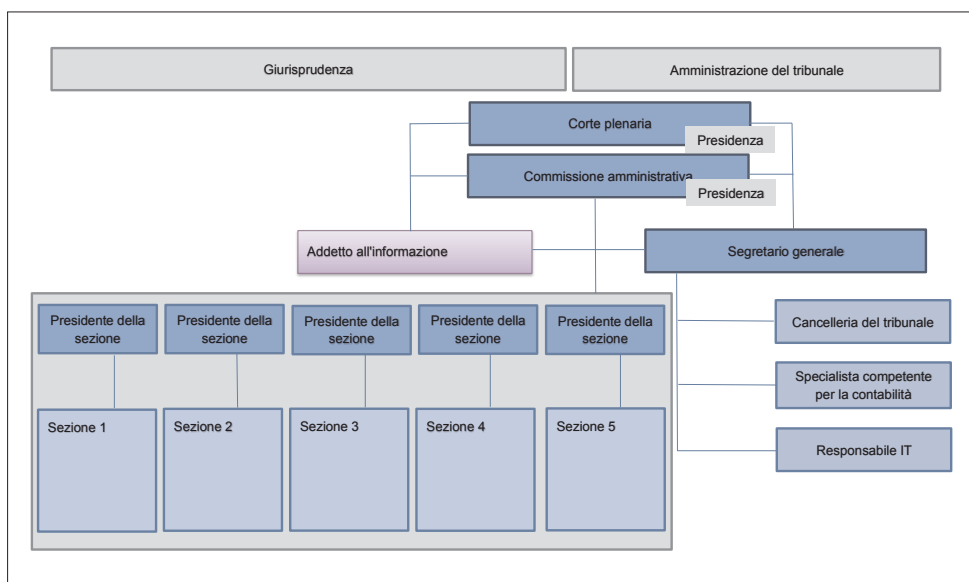 Giurisprudenza
Amministrazione del tribunale
Corte plenaria
Presidenza
Commissione amministrativa
Presidenza
Addetto all'informazione
Segretario generale
Presidente della
sezione
Presidente della
sezione
Presidente della
sezione
Presidente della
sezione
Presidente della
sezione
Cancelleria del tribunale
Specialista competente
per la contabilità
Sezione 1
Sezione 2
Sezione 3
Sezione 4
Sezione 5
Responsabile IT